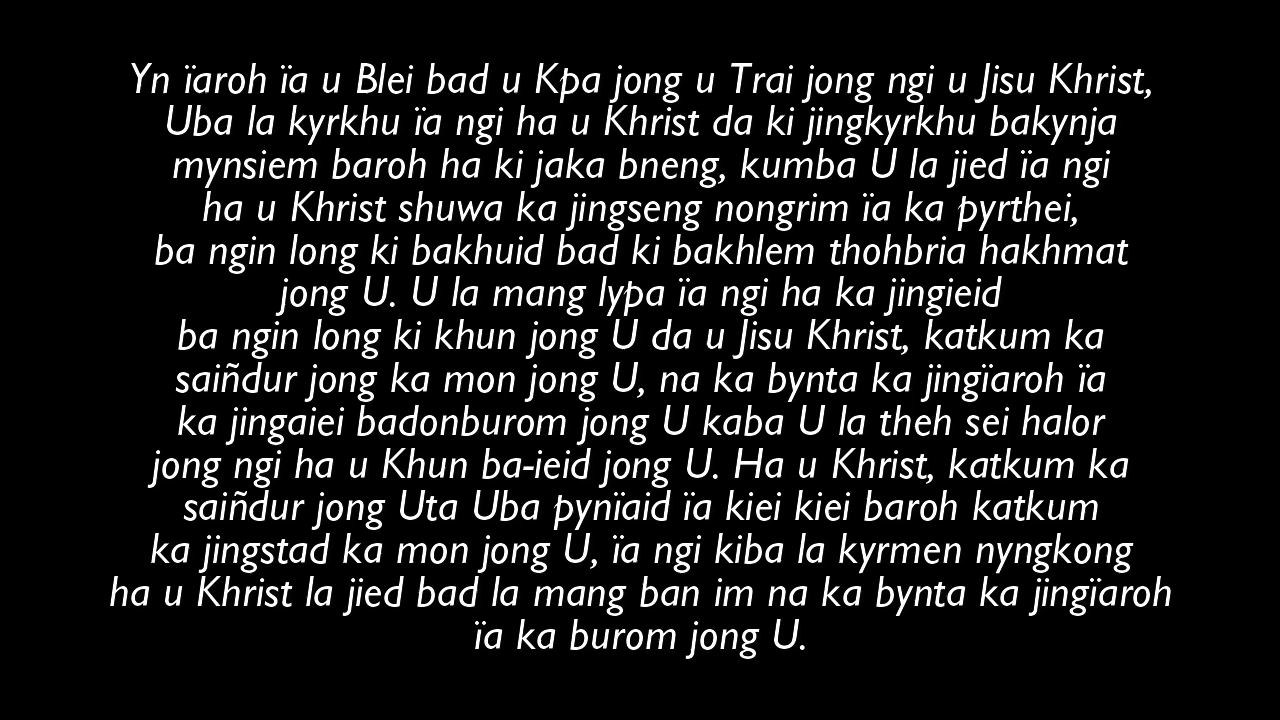 Yn ïaroh ïa u Blei bad u Kpa jong u Trai jong ngi u Jisu Khrist,
Uba la kyrkhu ïa ngi ha u Khrist da ki jingkyrkhu bakynja
mynsiem baroh ha ki jaka bneng, kumba U la jied ïa ngi
ha u Khrist shuwa ka jingseng nongrim ïa ka pyrthei,
ba ngin long ki bakhuid bad ki bakhlem thohbria hakhmat
jong U. U la mang lypa ïa ngi ha ka jingieid
ba ngin long ki khun jong U da u Jisu Khrist, katkum ka
saiñdur jong ka mon jong U, na ka bynta ka jingïaroh ïa
ka jingaiei badonburom jong U kaba U la theh sei halor
jong ngi ha u Khun ba-ieid jong U. Ha u Khrist, katkum ka
saiñdur jong Uta Uba pynïaid ïa kiei kiei baroh katkum
ka jingstad ka mon jong U, ïa ngi kiba la kyrmen nyngkong
ha u Khrist la jied bad la mang ban im na ka bynta ka jingïaroh
ïa ka burom jong U.